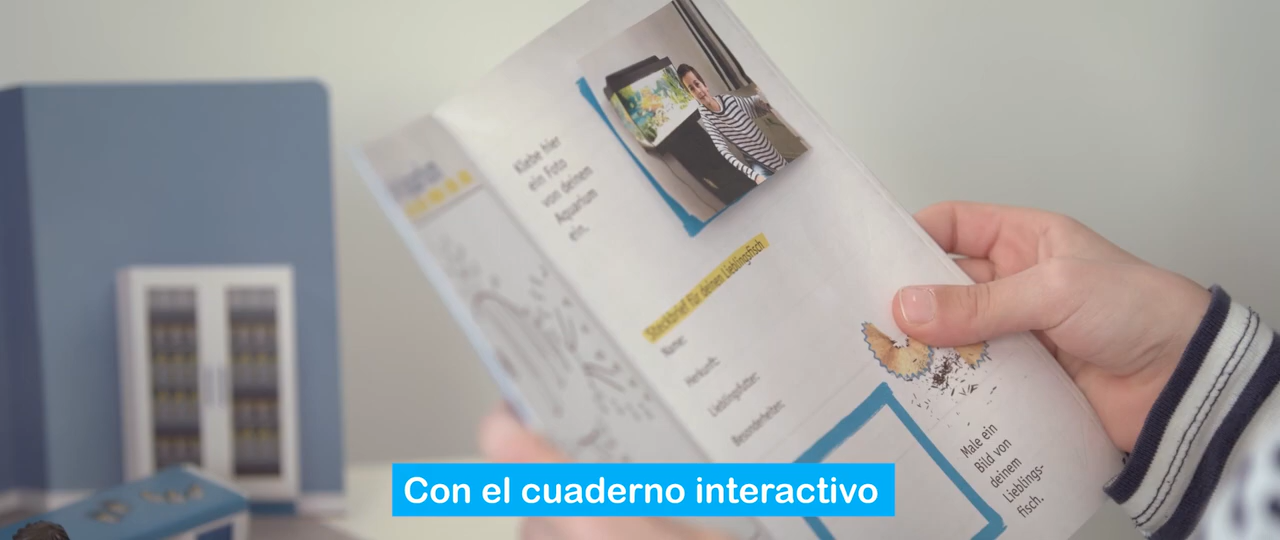 Klebe hier
ein Foto
von deinem
Aquarium
ein.
Steckbrief für deinen Lieblingsfisch
Name:
Herkunft:
Lieblingsfutter:
Besonderheiten:
Male ein
Bild von
deinem
Lieblings-
fisch.
Con el cuaderno interactivo